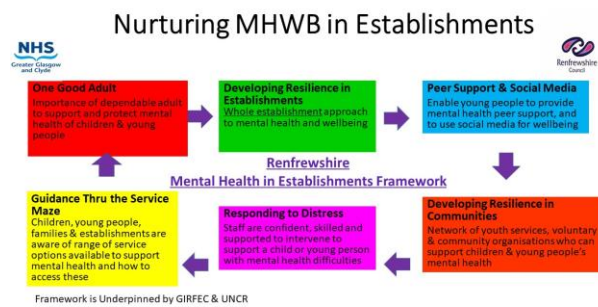 Nurturing MHWB in Establishments
NHS
Greater Glasgow
and Clyde
Renfrewshire
Council
One Good Adult
Importance of dependable adult
to support and protect mental
health of children & young
people
Developing Resilience in
Establishments
Whole establishment approach
to mental health and wellbeing
Peer Support & Social Media
Enable young people to provide
mental health peer support, and
to use social media for wellbeing
Renfrewshire
Mental Health in Establishments Framework
Guidance Thru the Service
Maze
Children, young people,
families & establishments are
aware of range of service
options available to support
mental health and how to
access these
Responding to Distress
Staff are confident, skilled and
supported to intervene to
support a child or young person
with mental health difficulties
Developing Resilience in
Communities
Network of youth services, voluntary
& community organisations who can
support children & young people's
mental health
Framework is Underpinned by GIRFEC & UNCR